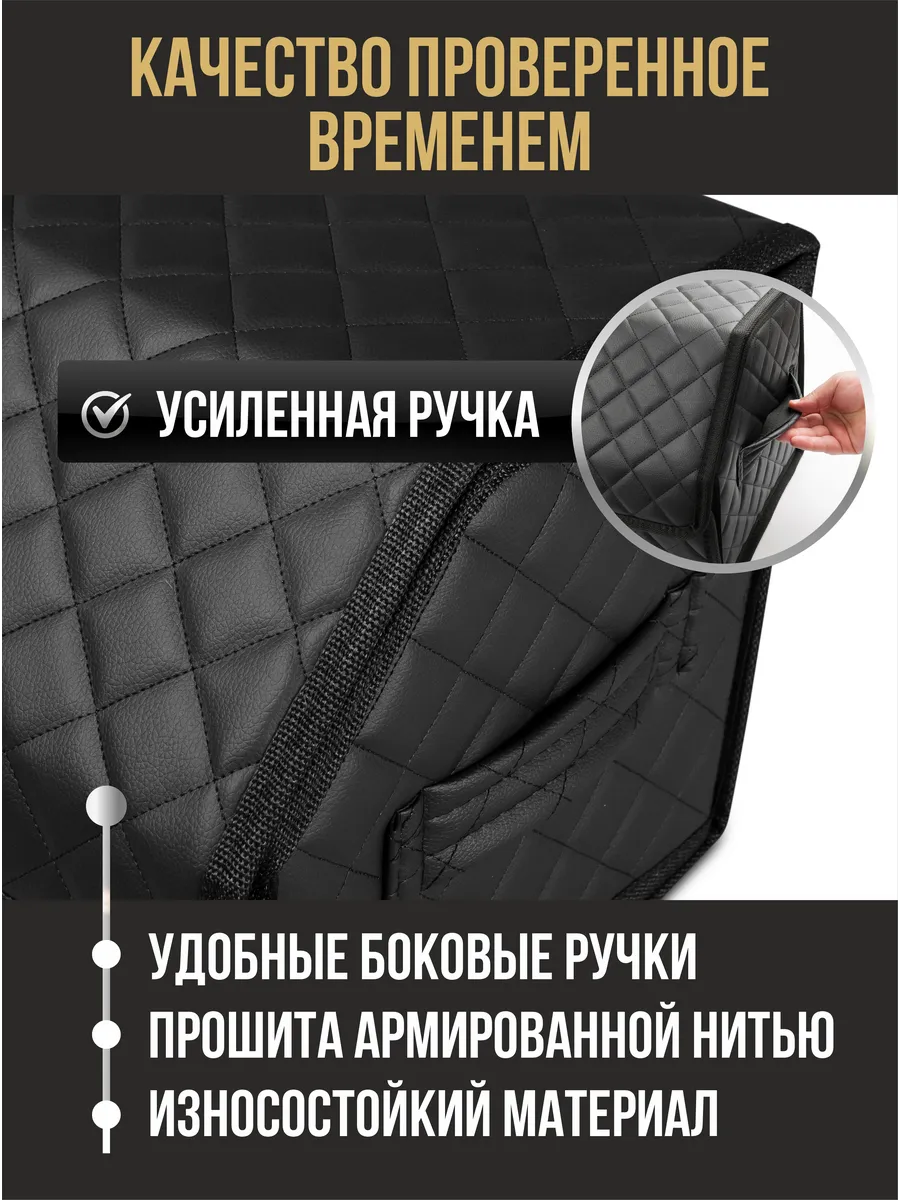 КАЧЕСТВО ПРОВЕРЕННОЕ
ВРЕМЕНЕМ
УСИЛЕННАЯ РУЧКА
УДОБНЫЕ БОКОВЫЕ РУЧКИ
ПРОШИТА АРМИРОВАННОЙ НИТЬЮ
ИЗНОСОСТОЙКИЙ МАТЕРИАЛ